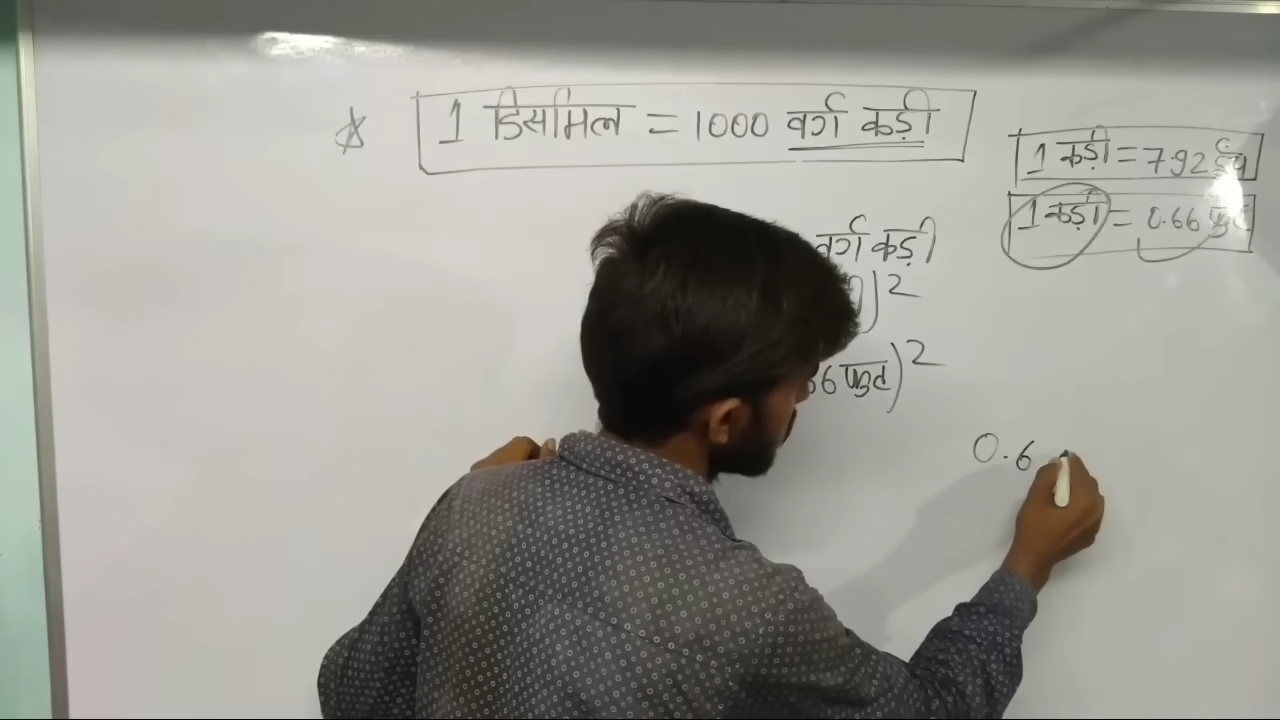 ☆ 1 डिसमिल = 1000 वर्ग कड़ी
1 कड़ी = 7.92 इंच
1 कड़ी = 0.66 फुट
वर्ग कड़ी
)²
6 फुट)²
0.6